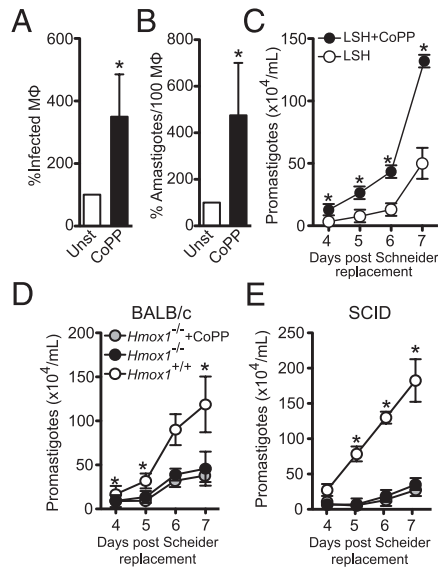 A
%Infected MΦ
400
200
0
*
Unst
CoPP
B
% Amastigotes/100 MΦ
800
600
400
200
0
*
Unst
CoPP
C
Promastigotes (x10⁴/mL)
150
100
50
0
LSH+CoPP
LSH
* * * *
4 5 6 7
Days post Schneider
replacement
D
BALB/c
Promastigotes (x10⁴/mL)
200
150
100
50
0
Hmox1⁻/⁻+CoPP
Hmox1⁻/⁻
Hmox1⁺/⁺
* * *
4 5 6 7
Days post Scheider
replacement
E
SCID
Promastigotes (x10⁴/mL)
250
200
150
100
50
0
* * *
4 5 6 7
Days post Scheider
replacement